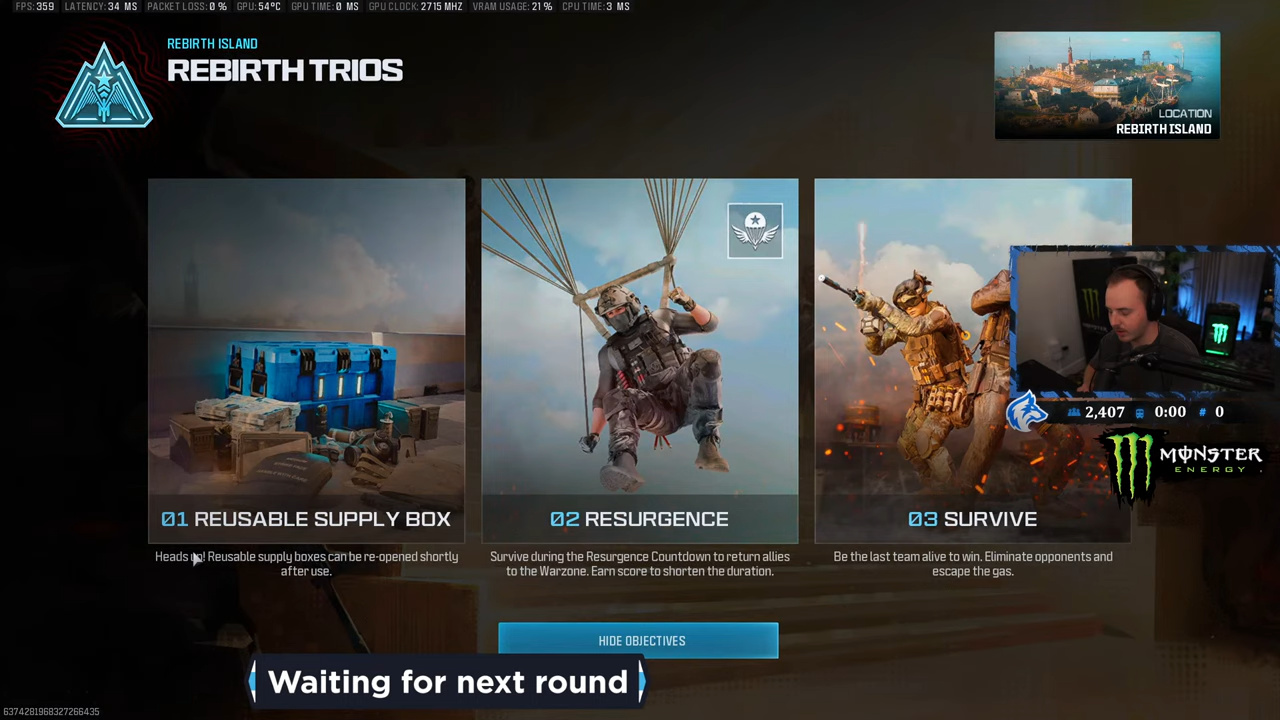 FPS: 359 LATENCY: 34 MS PACKET LOSS: 0 % GPU: 54°C GPU TIME: 0 MS GPU CLOCK: 2715 MHZ VRAM USAGE: 21 % CPU TIME: 3 MS
REBIRTH ISLAND
REBIRTH TRIOS
LOCATION
REBIRTH ISLAND
01 REUSABLE SUPPLY BOX
Heads up! Reusable supply boxes can be re-opened shortly
after use.
02 RESURGENCE
Survive during the Resurgence Countdown to return allies
to the Warzone. Earn score to shorten the duration.
03 SURVIVE
Be the last team alive to win. Eliminate opponents and
escape the gas.
2,407 0:00 # 0
MONSTER
ENERGY
HIDE OBJECTIVES
Waiting for next round
6374281968327266435